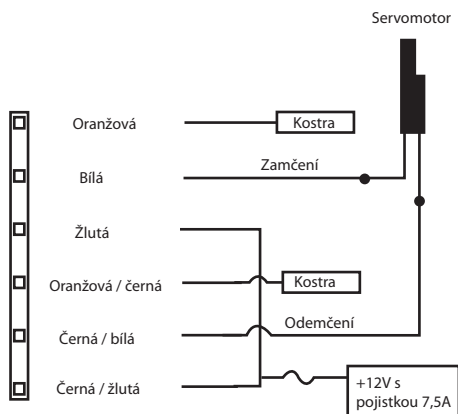 Servomotor
Oranžová
Kostra
Bílá
Zamčení
Žlutá
Oranžová / černá
Kostra
Černá / bílá
Odemčení
Černá / žlutá
+12V s
pojistkou 7,5A